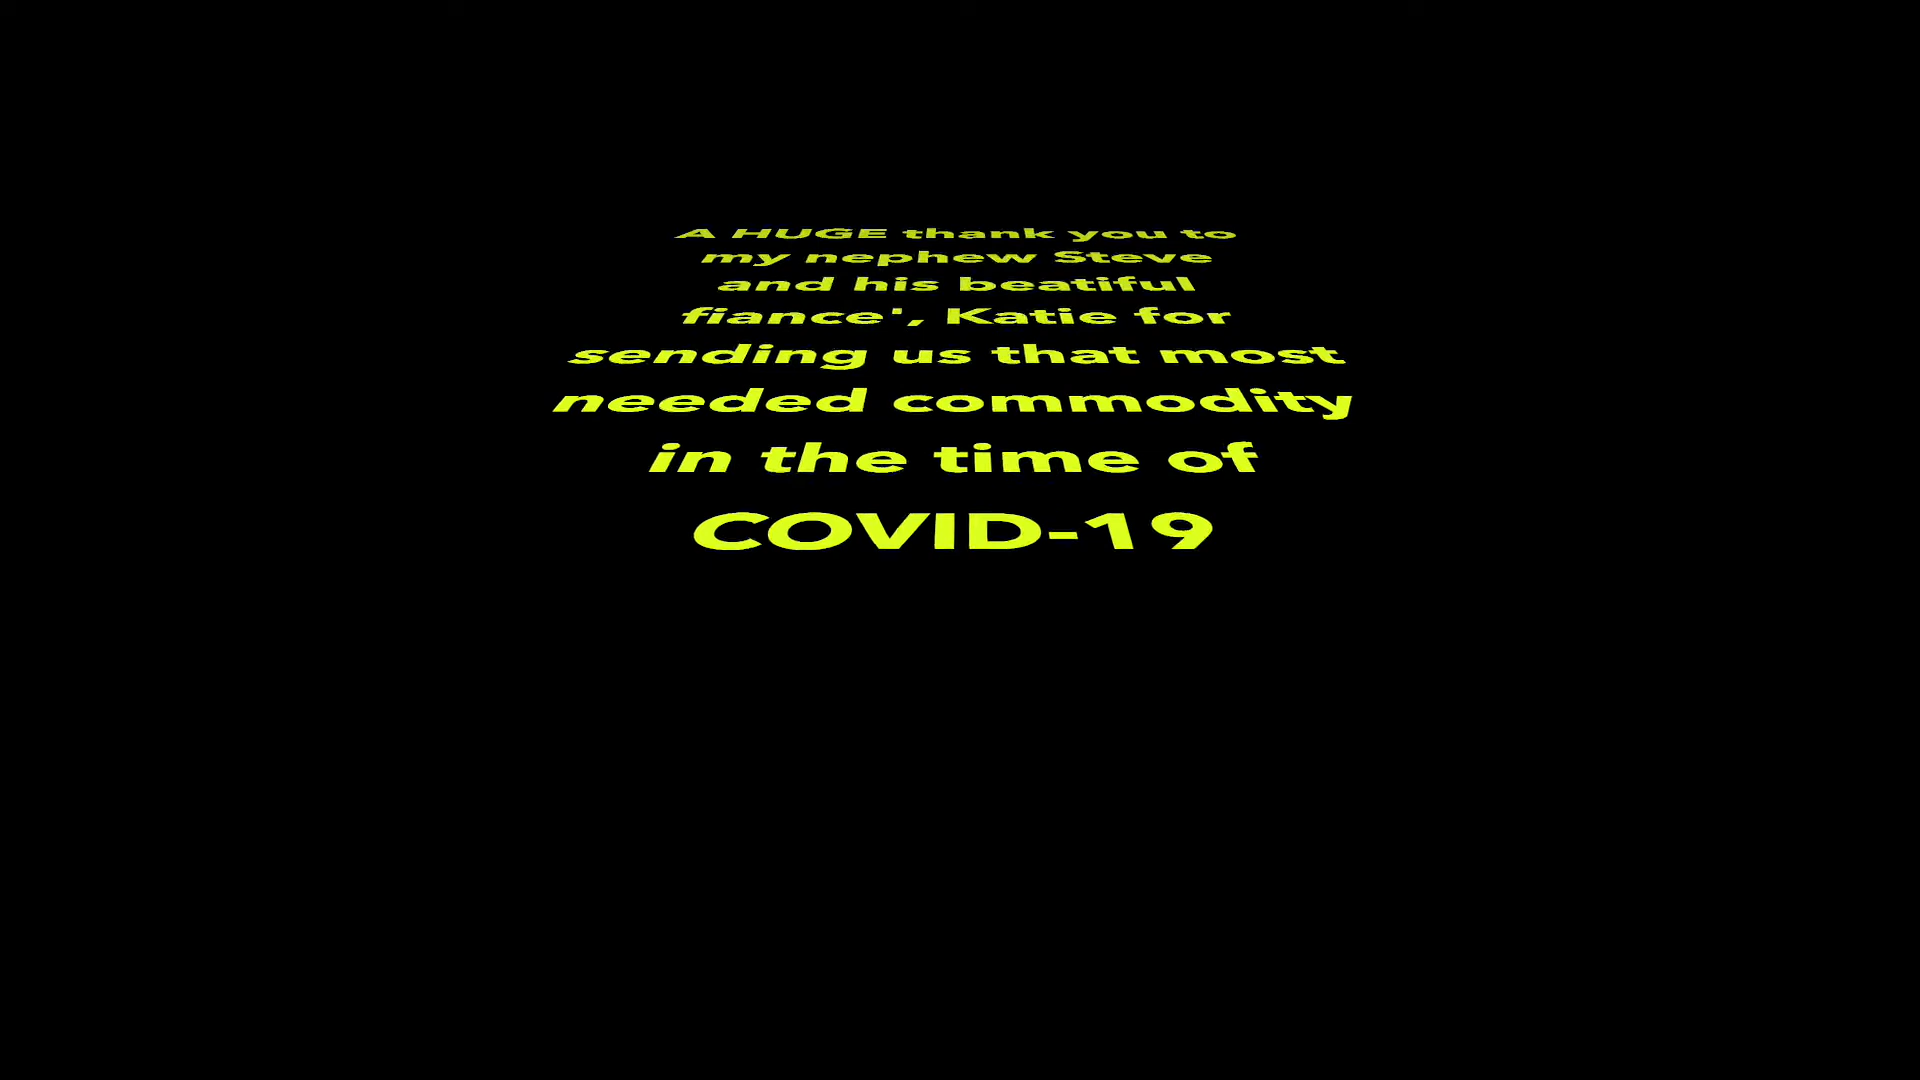 A HUGE thank you to
my nephew Steve
and his beatiful
fiance', Katie for
sending us that most
needed commodity
in the time of
COVID-19